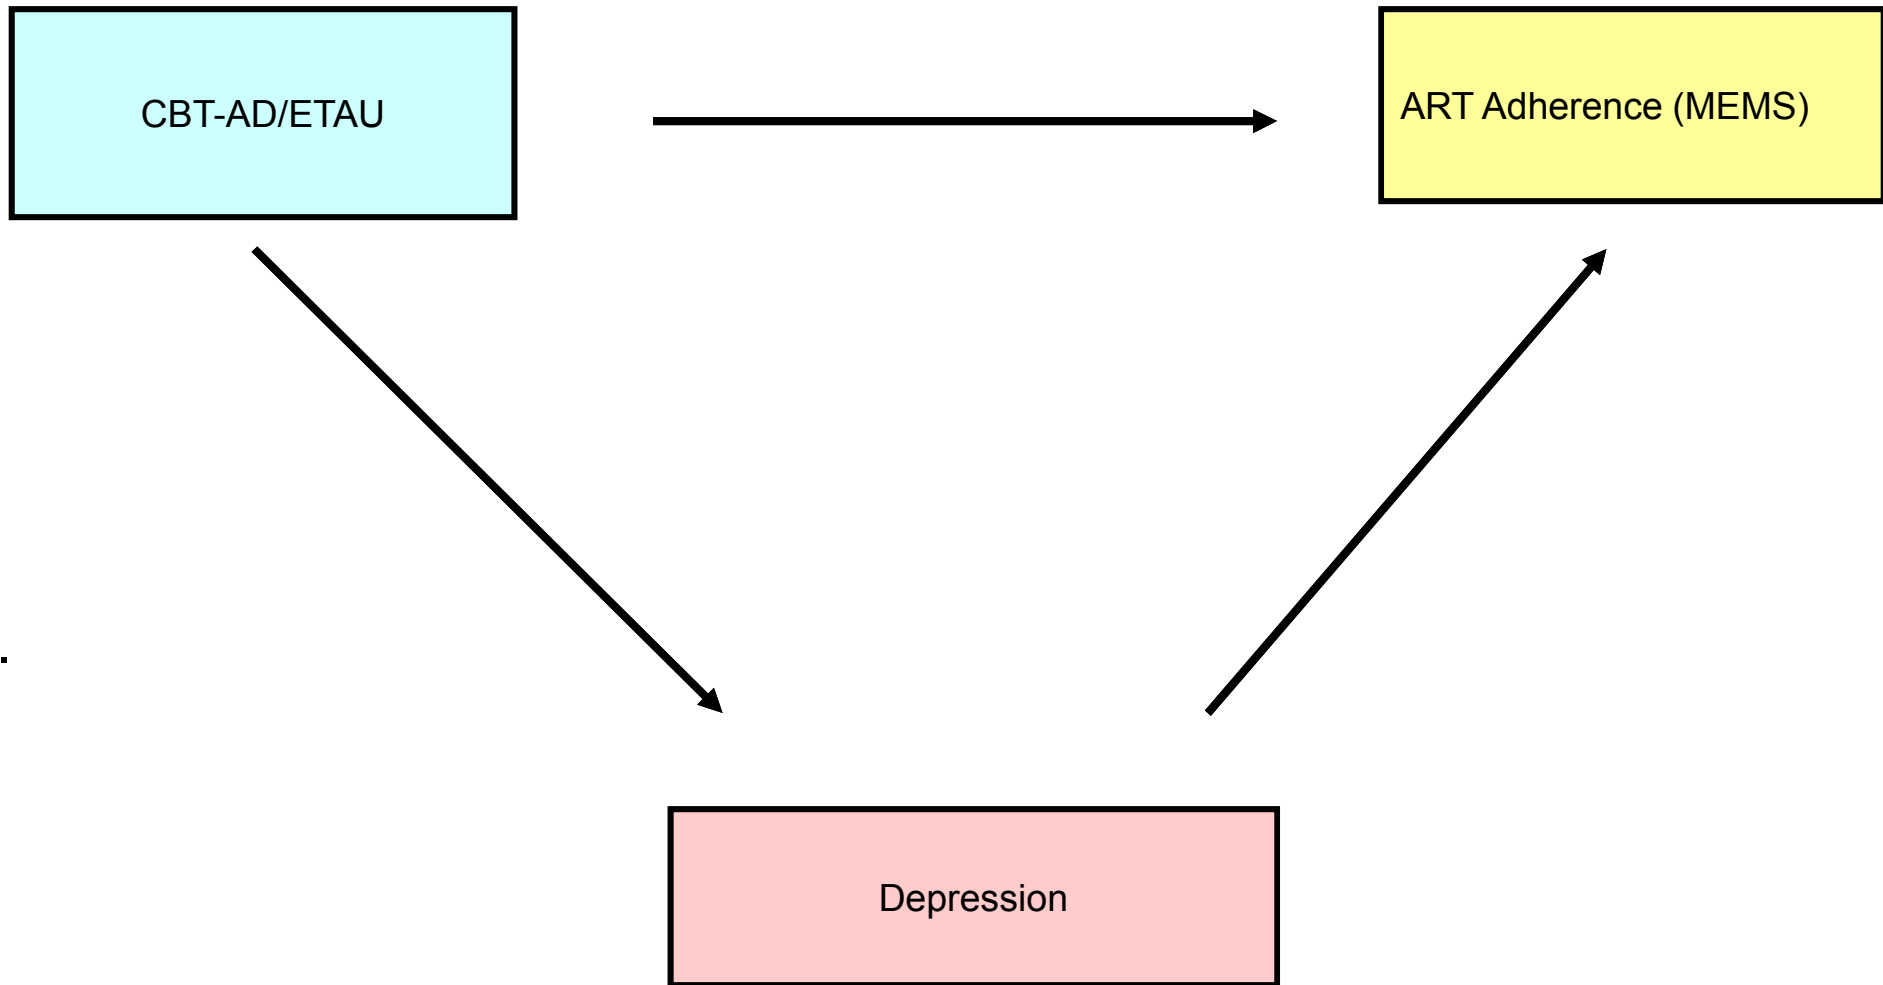 CBT-AD/ETAU
ART Adherence (MEMS)
.
Depression